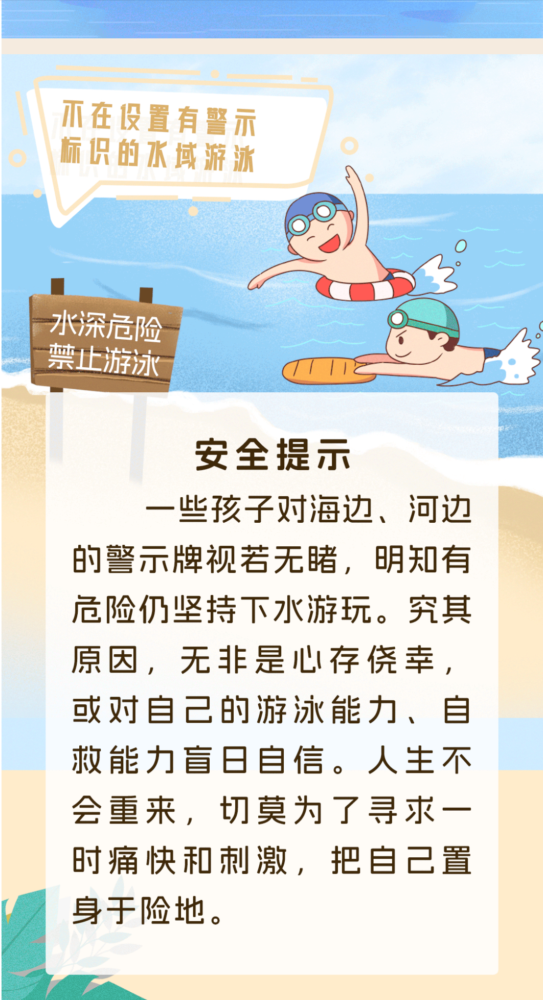 不在设置有警示
标识的水域游泳
水深危险
禁止游泳
安全提示
一些孩子对海边、河边
的警示牌视若无睹，明知有
危险仍坚持下水游玩。究其
原因，无非是心存侥幸，
或对自己的游泳能力、自
救能力盲日自信。人生不
会重来，切莫为了寻求一
时痛快和刺激，把自己置
身于险地。